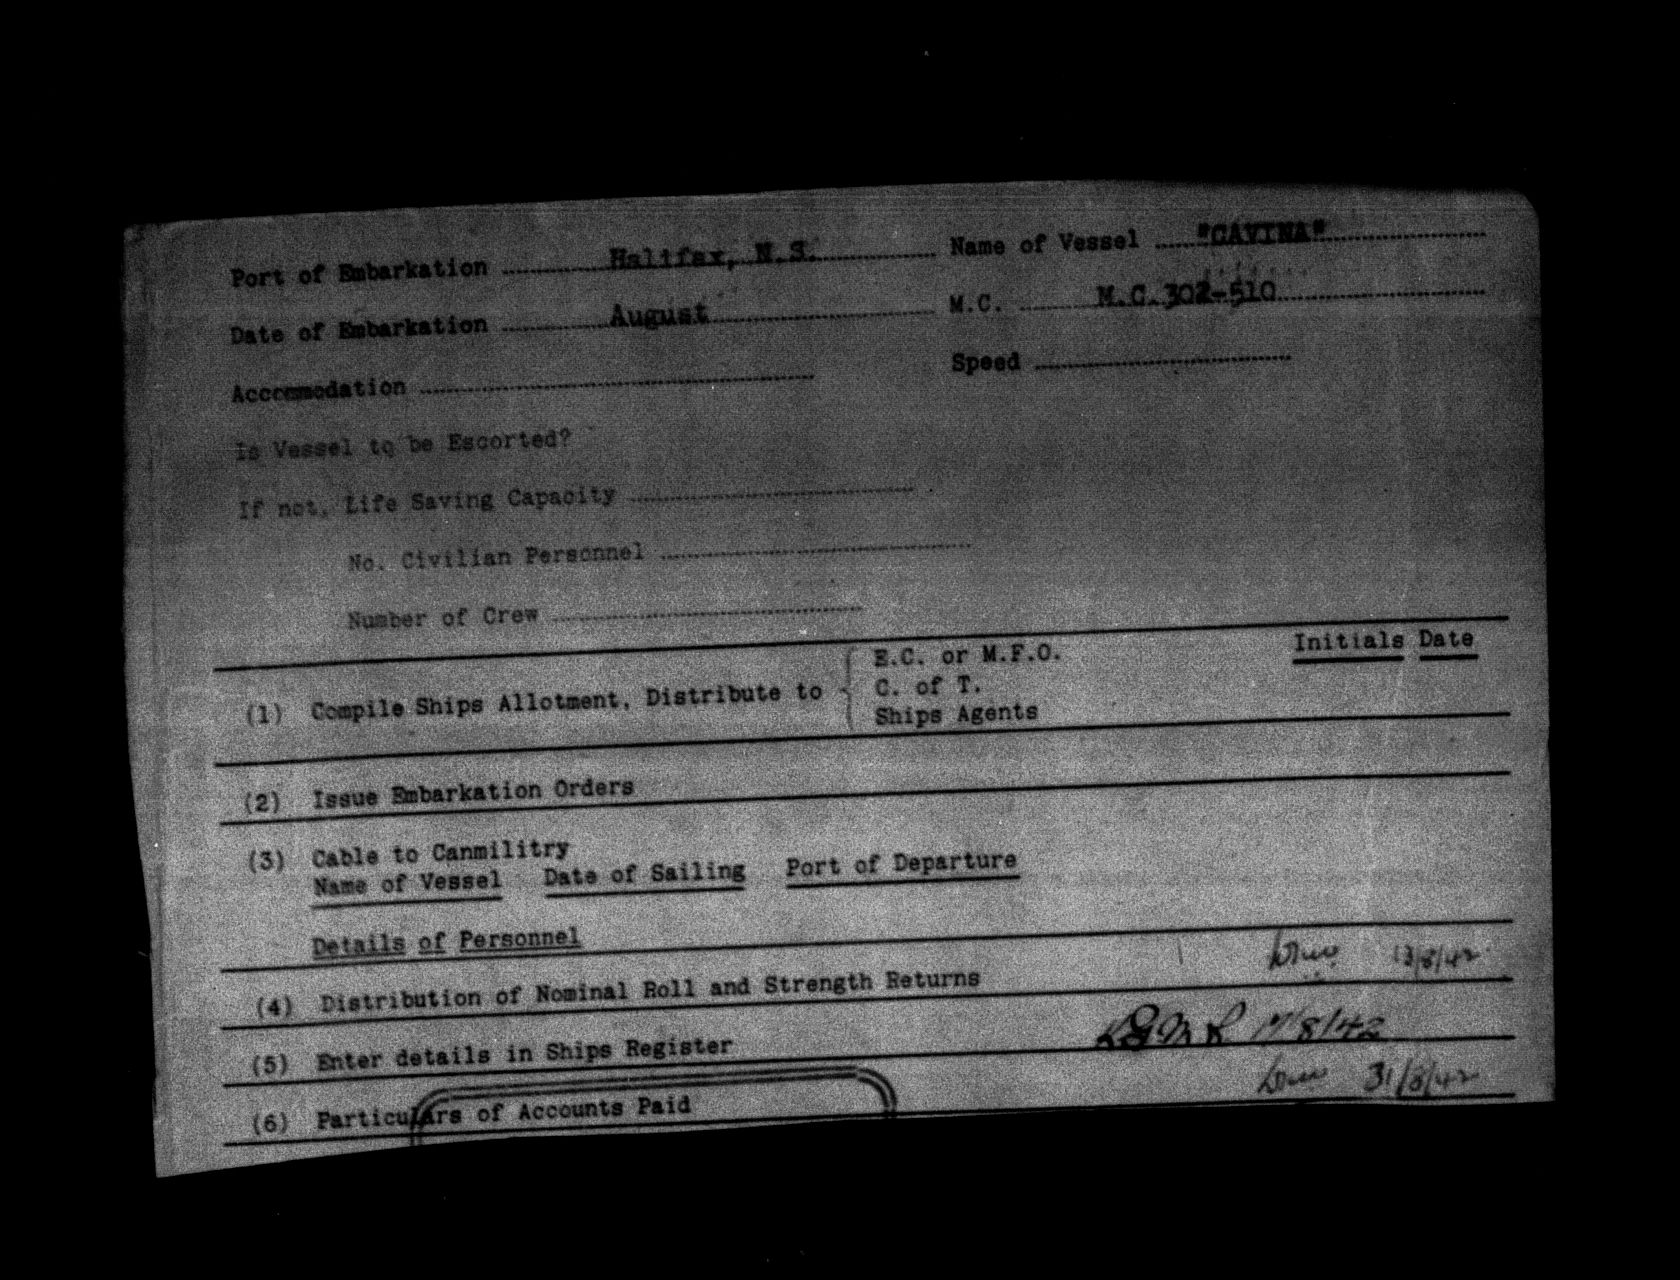 Port of Embarkation ........ Halifax, N.S. ........ Name of Vessel ...... "CAVINA" ........
Date of Embarkation ........ August ........ M.C. ........ M.C. 302-510 ........
Accommodation ........ Speed ........
Is Vessel to be Escorted?
If not, Life Saving Capacity ........
No. Civilian Personnel ........
Number of Crew ........
Initials Date
(1) Compile Ships Allotment, Distribute to { E.C. or M.F.O.
C. of T.
Ships Agents
(2) Issue Embarkation Orders
(3) Cable to Canmilitry
Name of Vessel Date of Sailing Port of Departure
Details of Personnel
(4) Distribution of Nominal Roll and Strength Returns 13/8/42
(5) Enter details in Ships Register /8/42
(6) Particulars of Accounts Paid 31/8/42